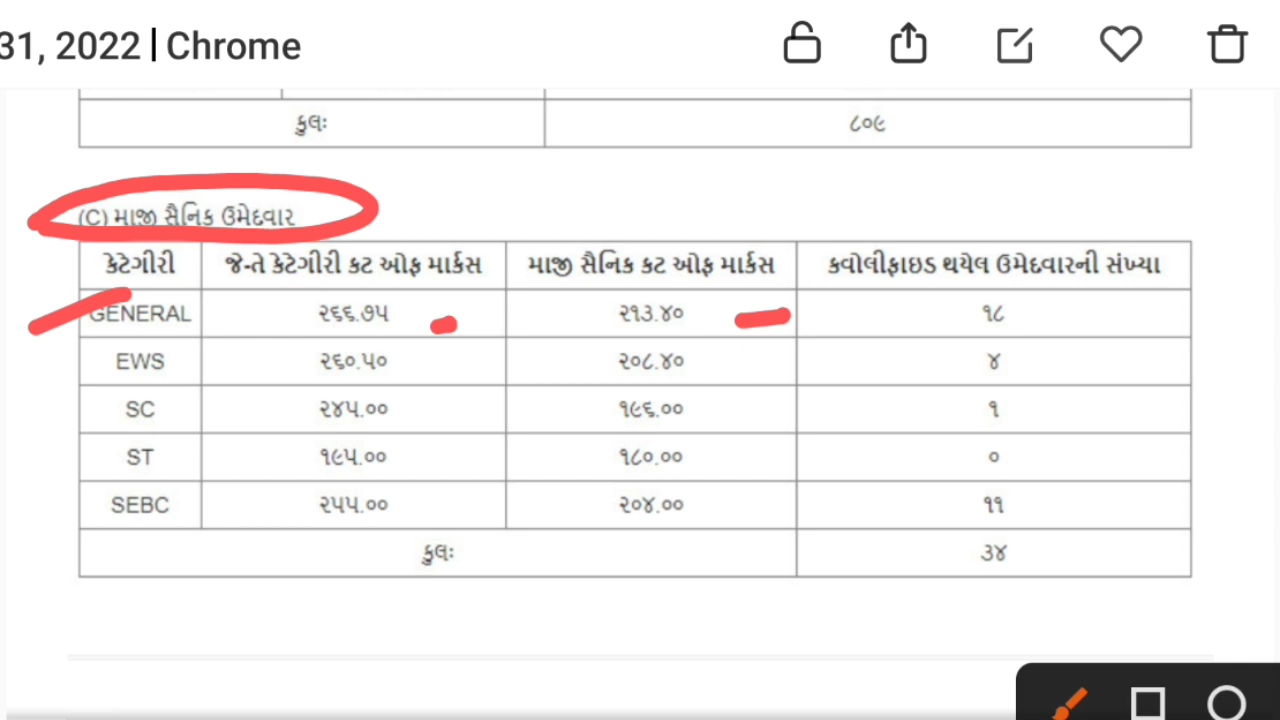 31, 2022 | Chrome
કુલઃ ૮૦૯
(C) માજી સૈનિક ઉમેદવાર
કેટેગીરી જે-તે કેટેગીરી કટ ઓફ માર્કસ માજી સૈનિક કટ ઓફ માર્કસ કવોલીફાઇડ થયેલ ઉમેદવારની સંખ્યા
GENERAL ૨૬૬.૭૫ ૨૧૩.૪૦ ૧૮
EWS ૨૬૦.૫૦ ૨૦૮.૪૦ ૪
SC ૨૪૫.૦૦ ૧૯૬.૦૦ ૧
ST ૧૯૫.૦૦ ૧૮૦.૦૦ ૦
SEBC ૨૫૫.૦૦ ૨૦૪.૦૦ ૧૧
કુલઃ ૩૪